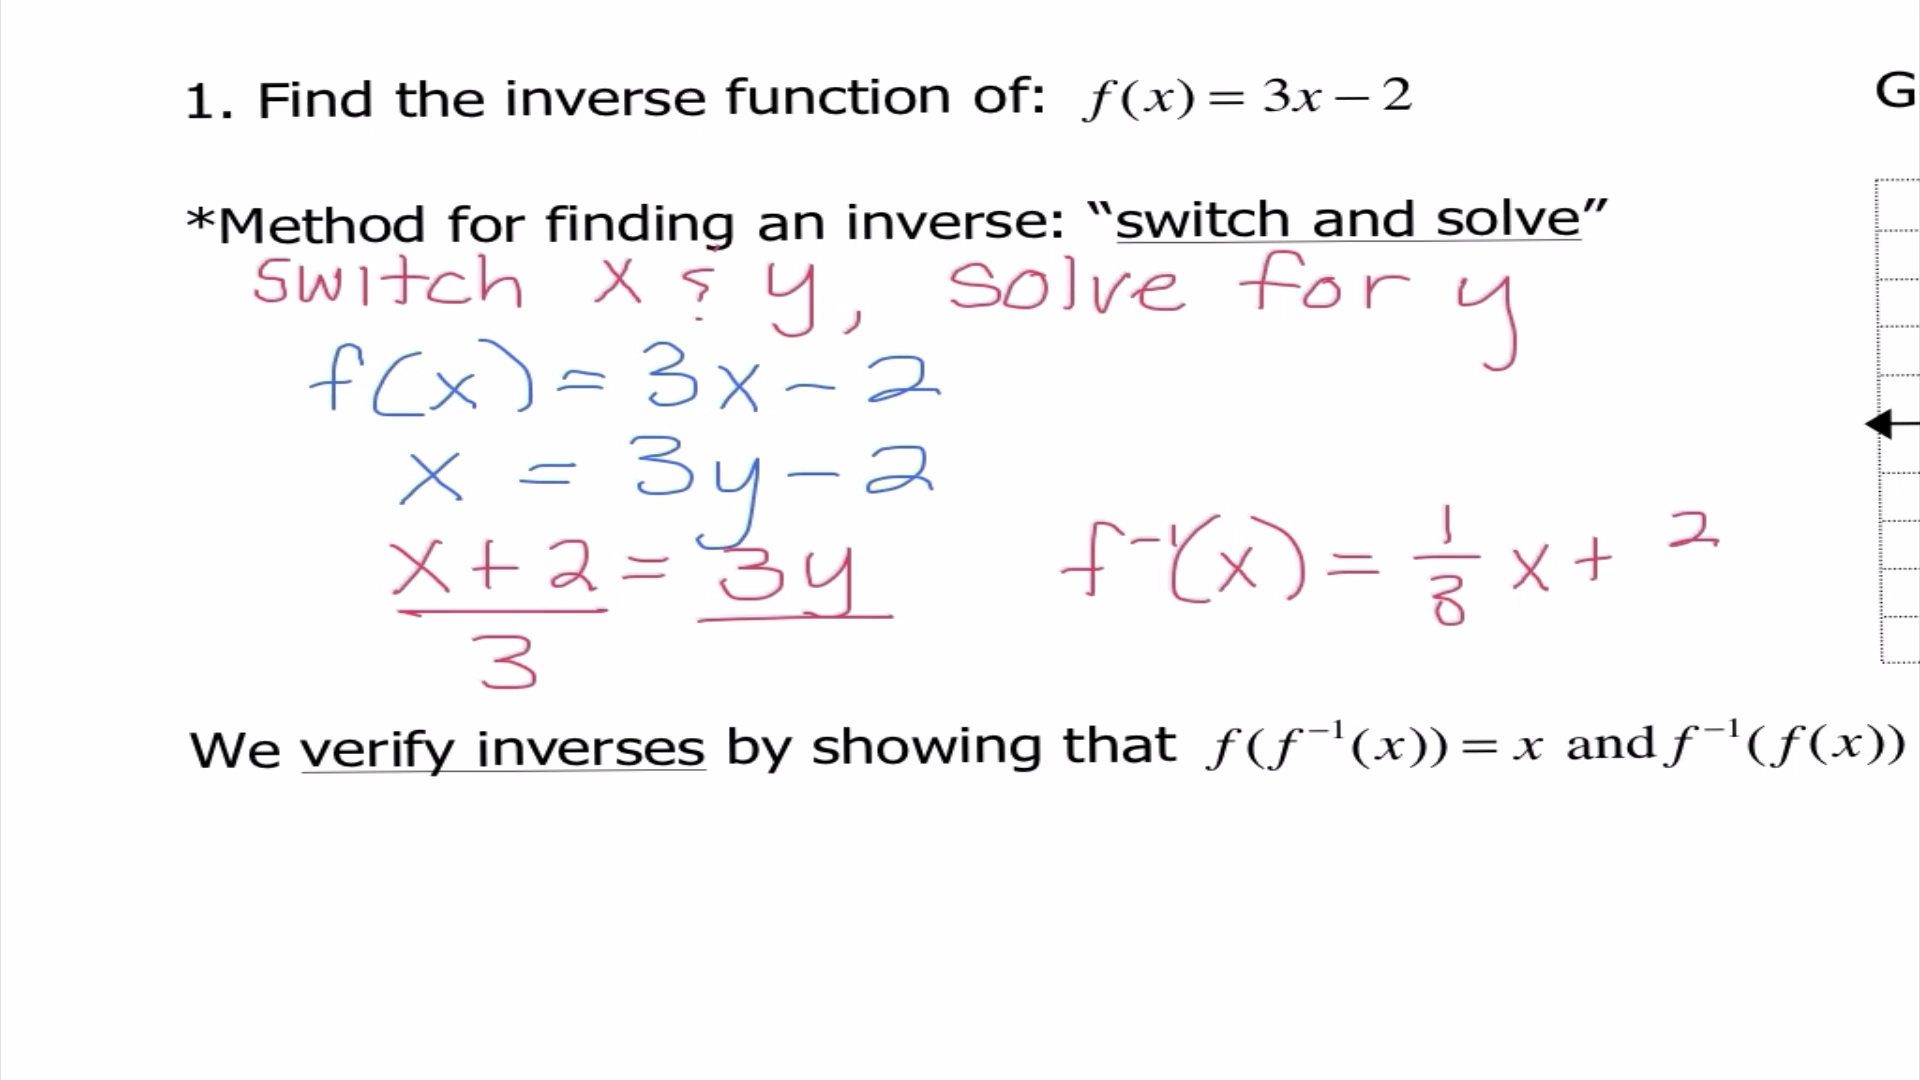 1. Find the inverse function of: f(x) = 3x − 2
G
*Method for finding an inverse: “switch and solve”
switch x & y, solve for y
f(x) = 3x − 2
x = 3y − 2
x + 2 = 3y
3
f⁻¹(x) = 1/3 x + 2
We verify inverses by showing that f(f⁻¹(x)) = x and f⁻¹(f(x))